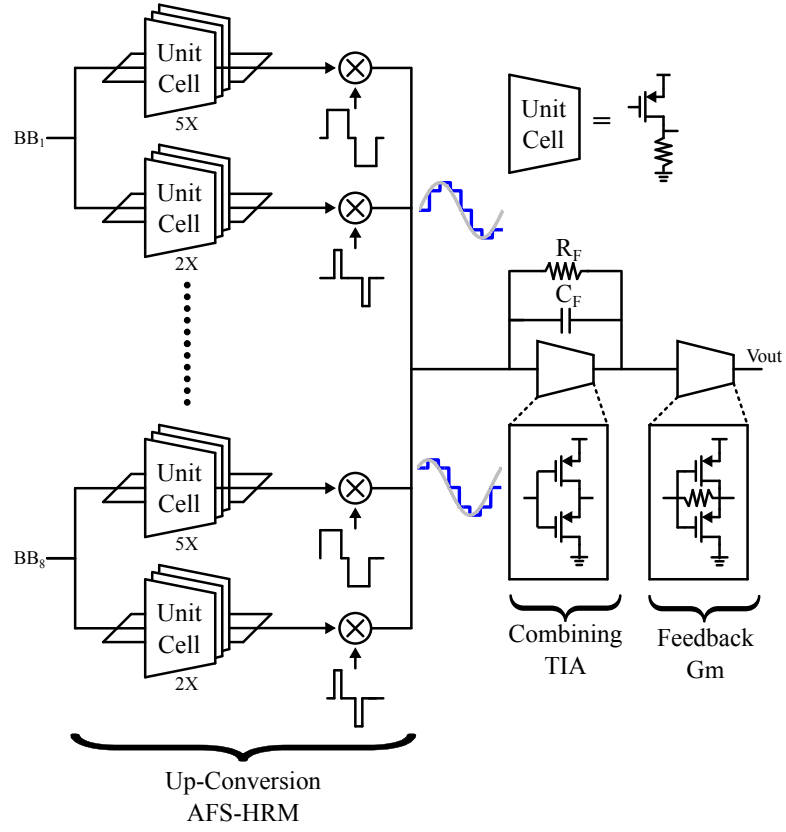 Unit
Cell
5X
BB1
Unit
Cell
2X
Unit
Cell
=
RF
CF
Vout
Unit
Cell
5X
BB8
Unit
Cell
2X
Combining
TIA
Feedback
Gm
Up-Conversion
AFS-HRM